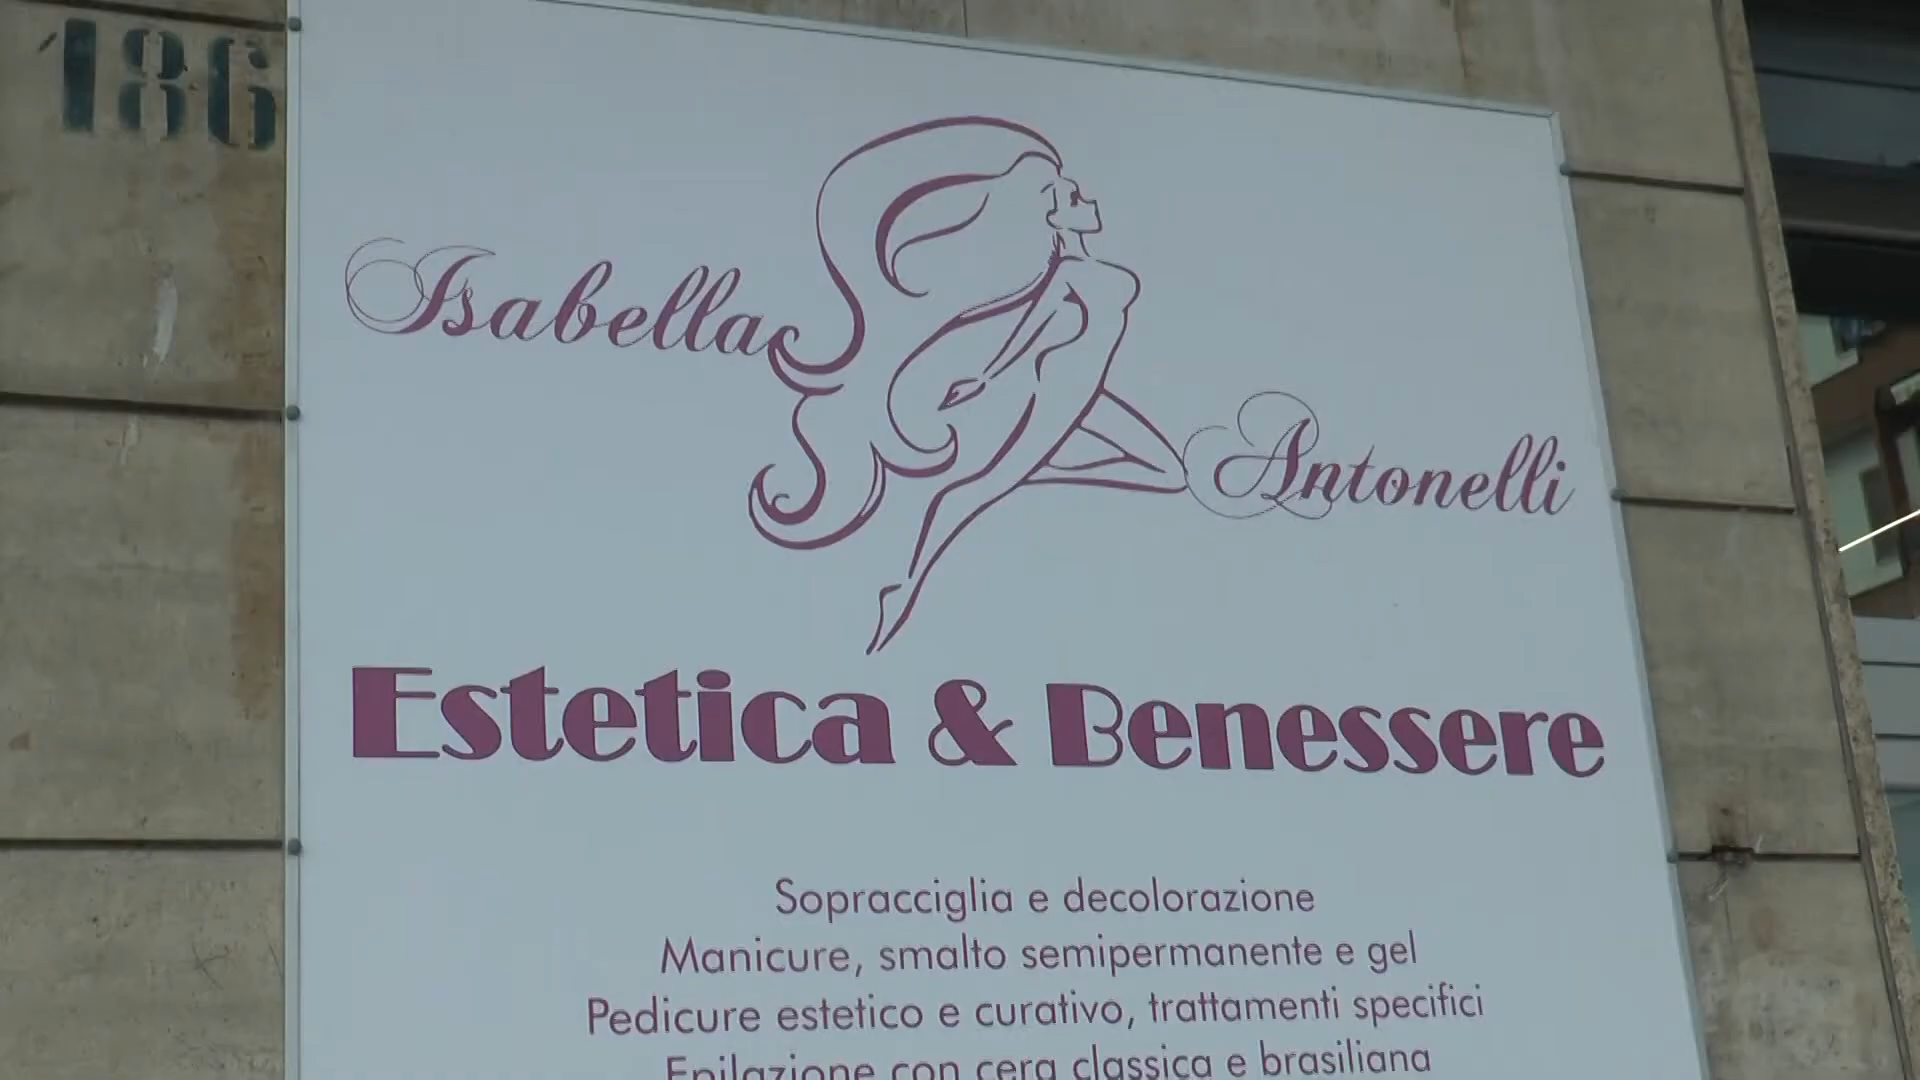 186
Isabella
Antonelli
Estetica & Benessere
Sopracciglia e decolorazione
Manicure, smalto semipermanente e gel
Pedicure estetico e curativo, trattamenti specifici
Epilazione con cera classica e brasiliana